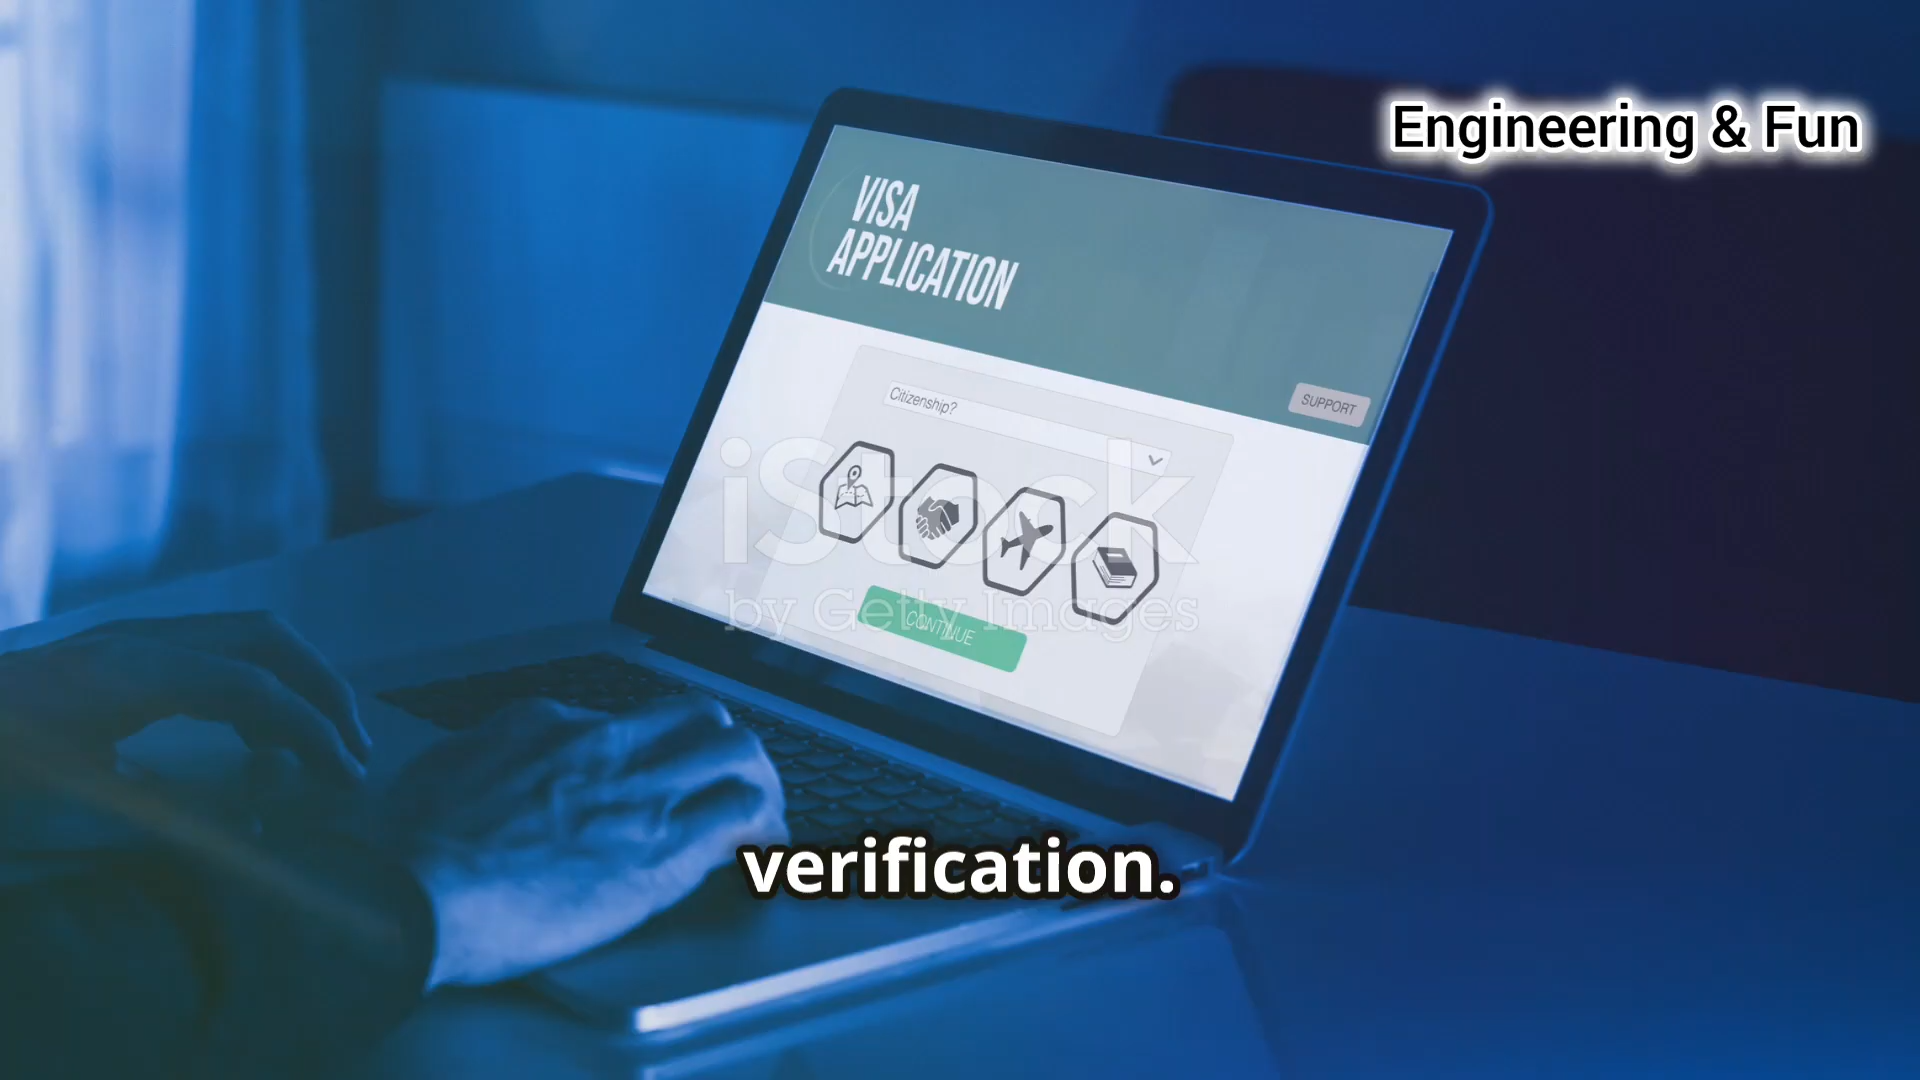 Engineering & Fun
VISA
APPLICATION
SUPPORT
Citizenship?
iStock
by Getty Images
CONTINUE
verification.